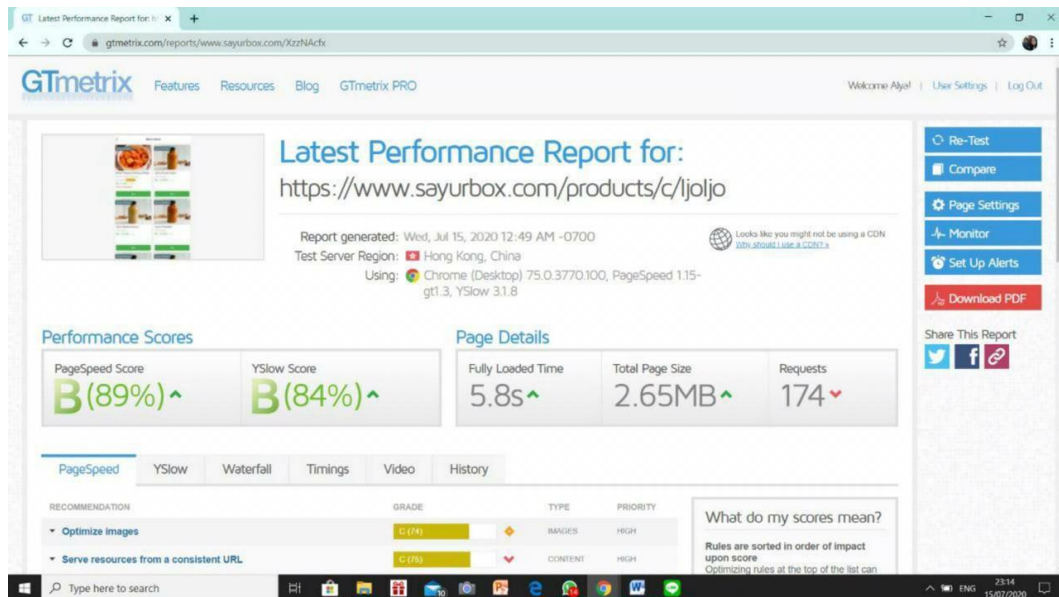 GT Latest Performance Report for: h
gtmetrix.com/reports/www.sayurbox.com/XzzNAcfx
GTmetrix Features Resources Blog GTmetrix PRO
Welcome Alya! | User Settings | Log Out
Latest Performance Report for:
https://www.sayurbox.com/products/c/ljoljo
Report generated: Wed, Jul 15, 2020 12:49 AM -0700
Test Server Region: Hong Kong, China
Using: Chrome (Desktop) 75.0.3770.100, PageSpeed 1.15-
gt1.3, YSlow 3.1.8
Looks like you might not be using a CDN
Why should I use a CDN? »
Re-Test
Compare
Page Settings
Monitor
Set Up Alerts
Download PDF
Share This Report
Performance Scores
PageSpeed Score YSlow Score
B (89%) B (84%)
Page Details
Fully Loaded Time Total Page Size Requests
5.8s 2.65MB 174
PageSpeed YSlow Waterfall Timings Video History
RECOMMENDATION GRADE TYPE PRIORITY
Optimize images C (74) IMAGES HIGH
Serve resources from a consistent URL C (75) CONTENT HIGH
What do my scores mean?
Rules are sorted in order of impact
upon score
Optimizing rules at the top of the list can
Type here to search
10
ENG
23:14
15/07/2020